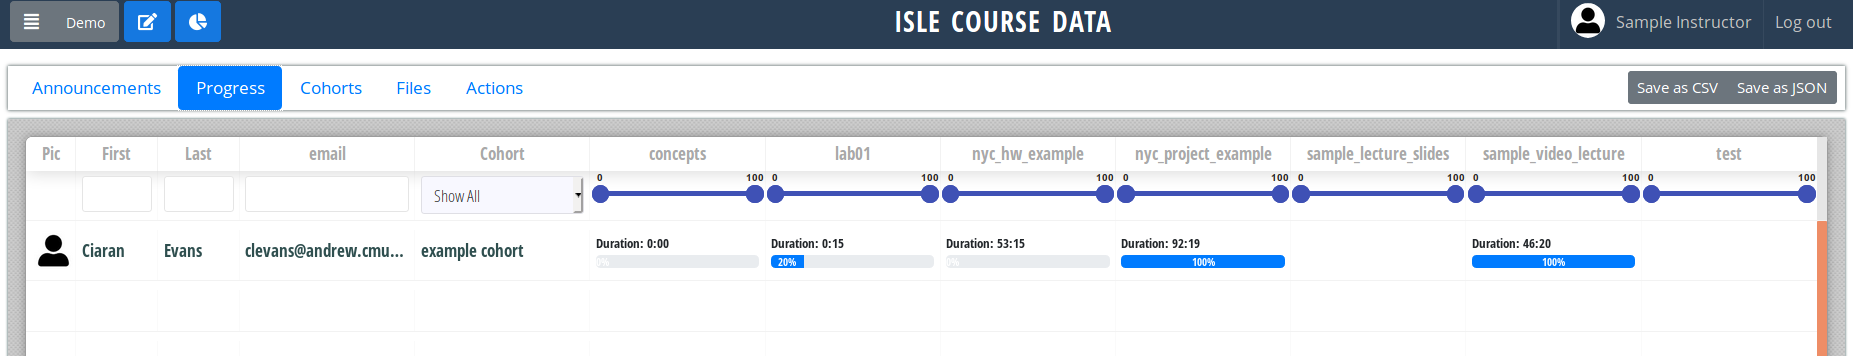 Demo
ISLE COURSE DATA
Sample Instructor
Log out
Announcements Progress Cohorts Files Actions
Save as CSV Save as JSON
Pic First Last email Cohort concepts lab01 nyc_hw_example nyc_project_example sample_lecture_slides sample_video_lecture test
Show All 0 100 0 100 0 100 0 100 0 100 0 100 0 100
Ciaran Evans clevans@andrew.cmu... example cohort Duration: 0:00 Duration: 0:15 Duration: 53:15 Duration: 92:19 Duration: 46:20
0% 20% 0% 100% 100%